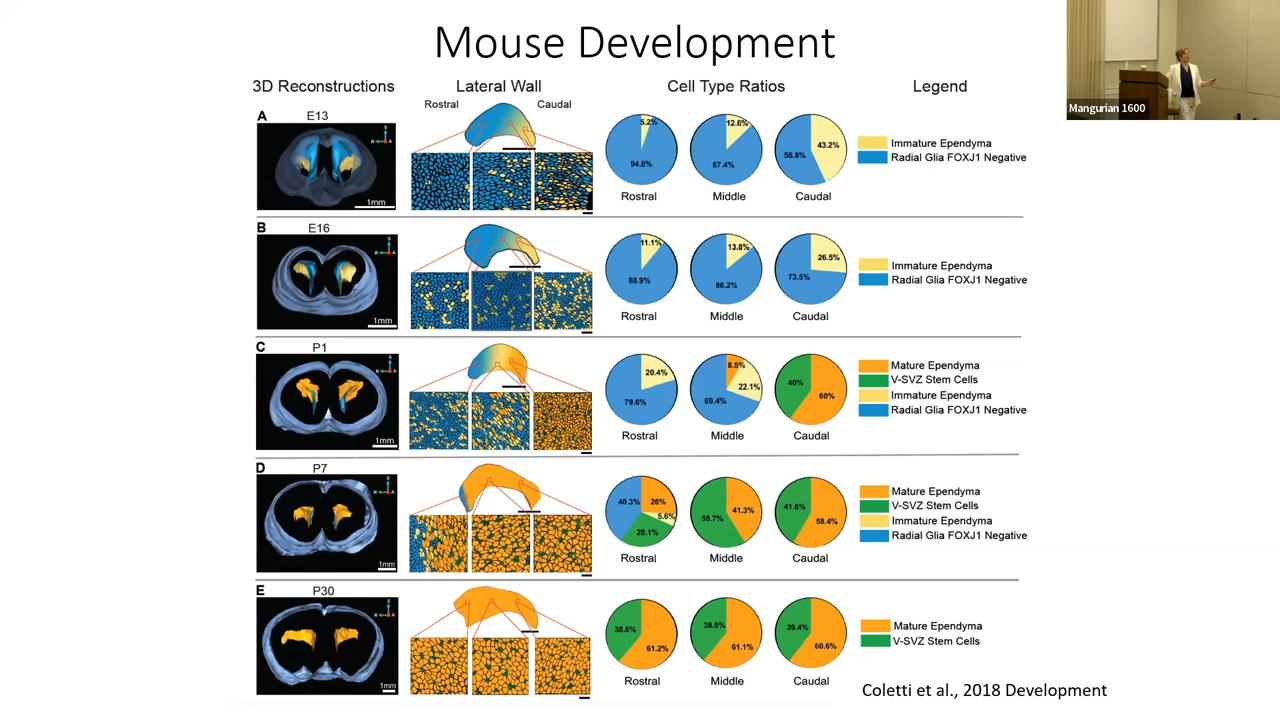 Mouse Development
Mangurian 1600
3D Reconstructions Lateral Wall Cell Type Ratios Legend
Rostral Caudal
A E13
1mm
5.2% 94.8% Rostral
12.6% 87.4% Middle
43.2% 56.8% Caudal
Immature Ependyma
Radial Glia FOXJ1 Negative
B E16
1mm
11.1% 88.9% Rostral
13.8% 86.2% Middle
26.5% 73.5% Caudal
Immature Ependyma
Radial Glia FOXJ1 Negative
C P1
1mm
20.4% 79.6% Rostral
8.5% 22.1% 69.4% Middle
40% 60% Caudal
Mature Ependyma
V-SVZ Stem Cells
Immature Ependyma
Radial Glia FOXJ1 Negative
D P7
1mm
40.3% 26% 5.6% 28.1% Rostral
58.7% 41.3% Middle
41.6% 58.4% Caudal
Mature Ependyma
V-SVZ Stem Cells
Immature Ependyma
Radial Glia FOXJ1 Negative
E P30
1mm
38.8% 61.2% Rostral
38.9% 61.1% Middle
39.4% 60.6% Caudal
Mature Ependyma
V-SVZ Stem Cells
Coletti et al., 2018 Development